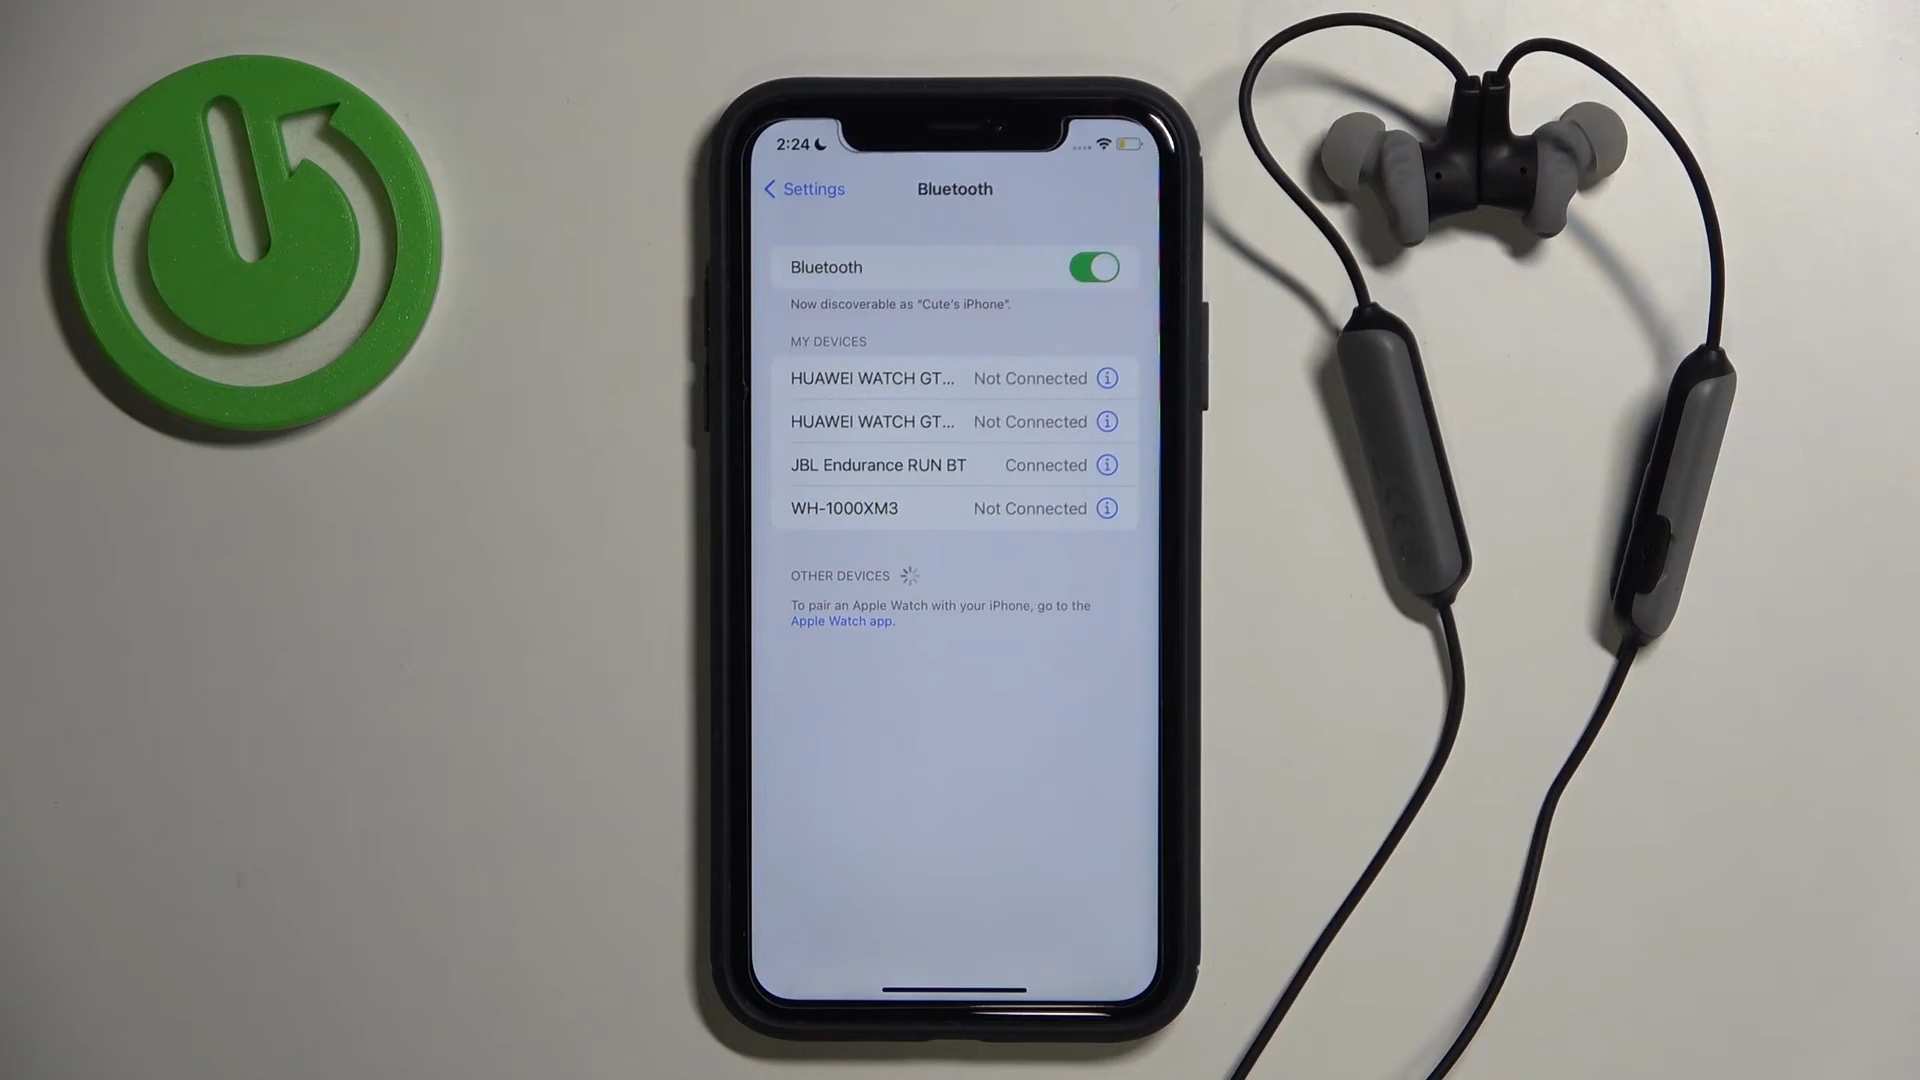 2:24
Settings
Bluetooth
Bluetooth
Now discoverable as “Cute’s iPhone”.
MY DEVICES
HUAWEI WATCH GT... Not Connected
HUAWEI WATCH GT... Not Connected
JBL Endurance RUN BT Connected
WH-1000XM3 Not Connected
OTHER DEVICES
To pair an Apple Watch with your iPhone, go to the
Apple Watch app.